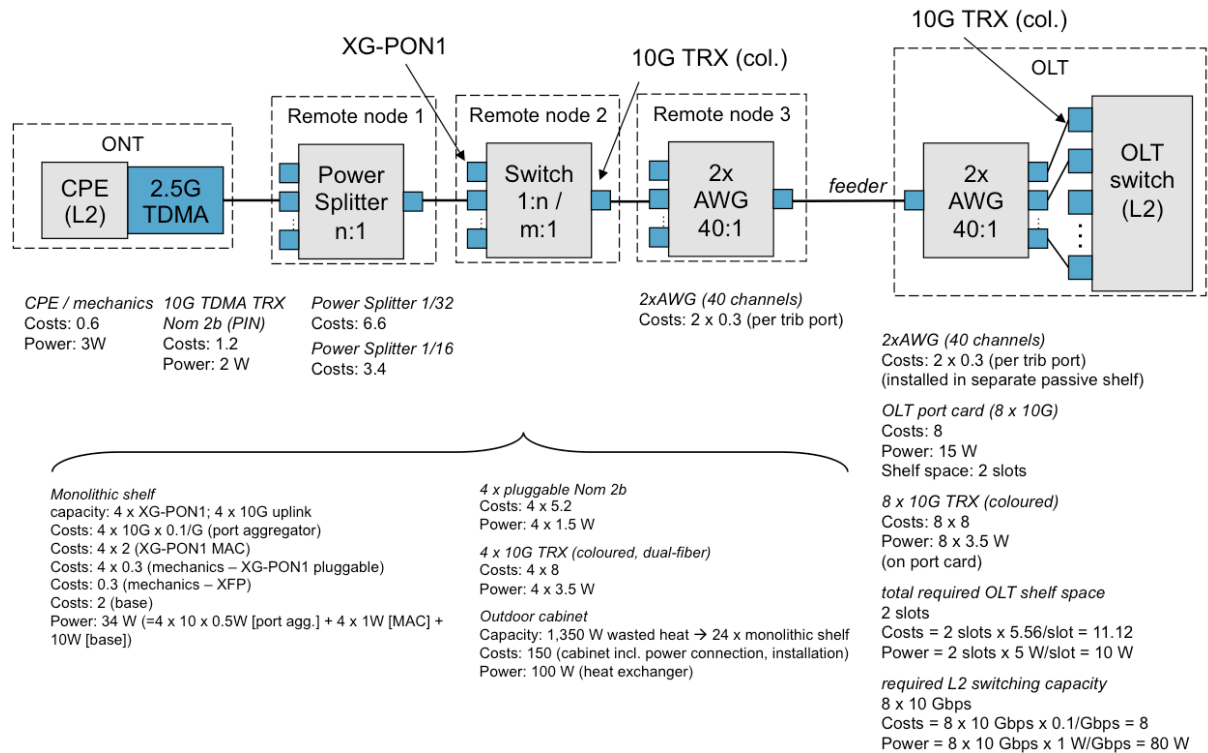 XG-PON1
10G TRX (col.)
10G TRX (col.)
OLT
Remote node 1
Remote node 2
Remote node 3
ONT
CPE
(L2)
2.5G
TDMA
Power
Splitter
n:1
Switch
1:n /
m:1
2x
AWG
40:1
feeder
2x
AWG
40:1
OLT
switch
(L2)
CPE / mechanics
Costs: 0.6
Power: 3W
10G TDMA TRX
Nom 2b (PIN)
Costs: 1.2
Power: 2 W
Power Splitter 1/32
Costs: 6.6
Power Splitter 1/16
Costs: 3.4
2xAWG (40 channels)
Costs: 2 x 0.3 (per trib port)
2xAWG (40 channels)
Costs: 2 x 0.3 (per trib port)
(installed in separate passive shelf)
OLT port card (8 x 10G)
Costs: 8
Power: 15 W
Shelf space: 2 slots
8 x 10G TRX (coloured)
Costs: 8 x 8
Power: 8 x 3.5 W
(on port card)
total required OLT shelf space
2 slots
Costs = 2 slots x 5.56/slot = 11.12
Power = 2 slots x 5 W/slot = 10 W
required L2 switching capacity
8 x 10 Gbps
Costs = 8 x 10 Gbps x 0.1/Gbps = 8
Power = 8 x 10 Gbps x 1 W/Gbps = 80 W
Monolithic shelf
capacity: 4 x XG-PON1; 4 x 10G uplink
Costs: 4 x 10G x 0.1/G (port aggregator)
Costs: 4 x 2 (XG-PON1 MAC)
Costs: 4 x 0.3 (mechanics – XG-PON1 pluggable)
Costs: 0.3 (mechanics – XFP)
Costs: 2 (base)
Power: 34 W (=4 x 10 x 0.5W [port agg.] + 4 x 1W [MAC] +
10W [base])
4 x pluggable Nom 2b
Costs: 4 x 5.2
Power: 4 x 1.5 W
4 x 10G TRX (coloured, dual-fiber)
Costs: 4 x 8
Power: 4 x 3.5 W
Outdoor cabinet
Capacity: 1,350 W wasted heat → 24 x monolithic shelf
Costs: 150 (cabinet incl. power connection, installation)
Power: 100 W (heat exchanger)